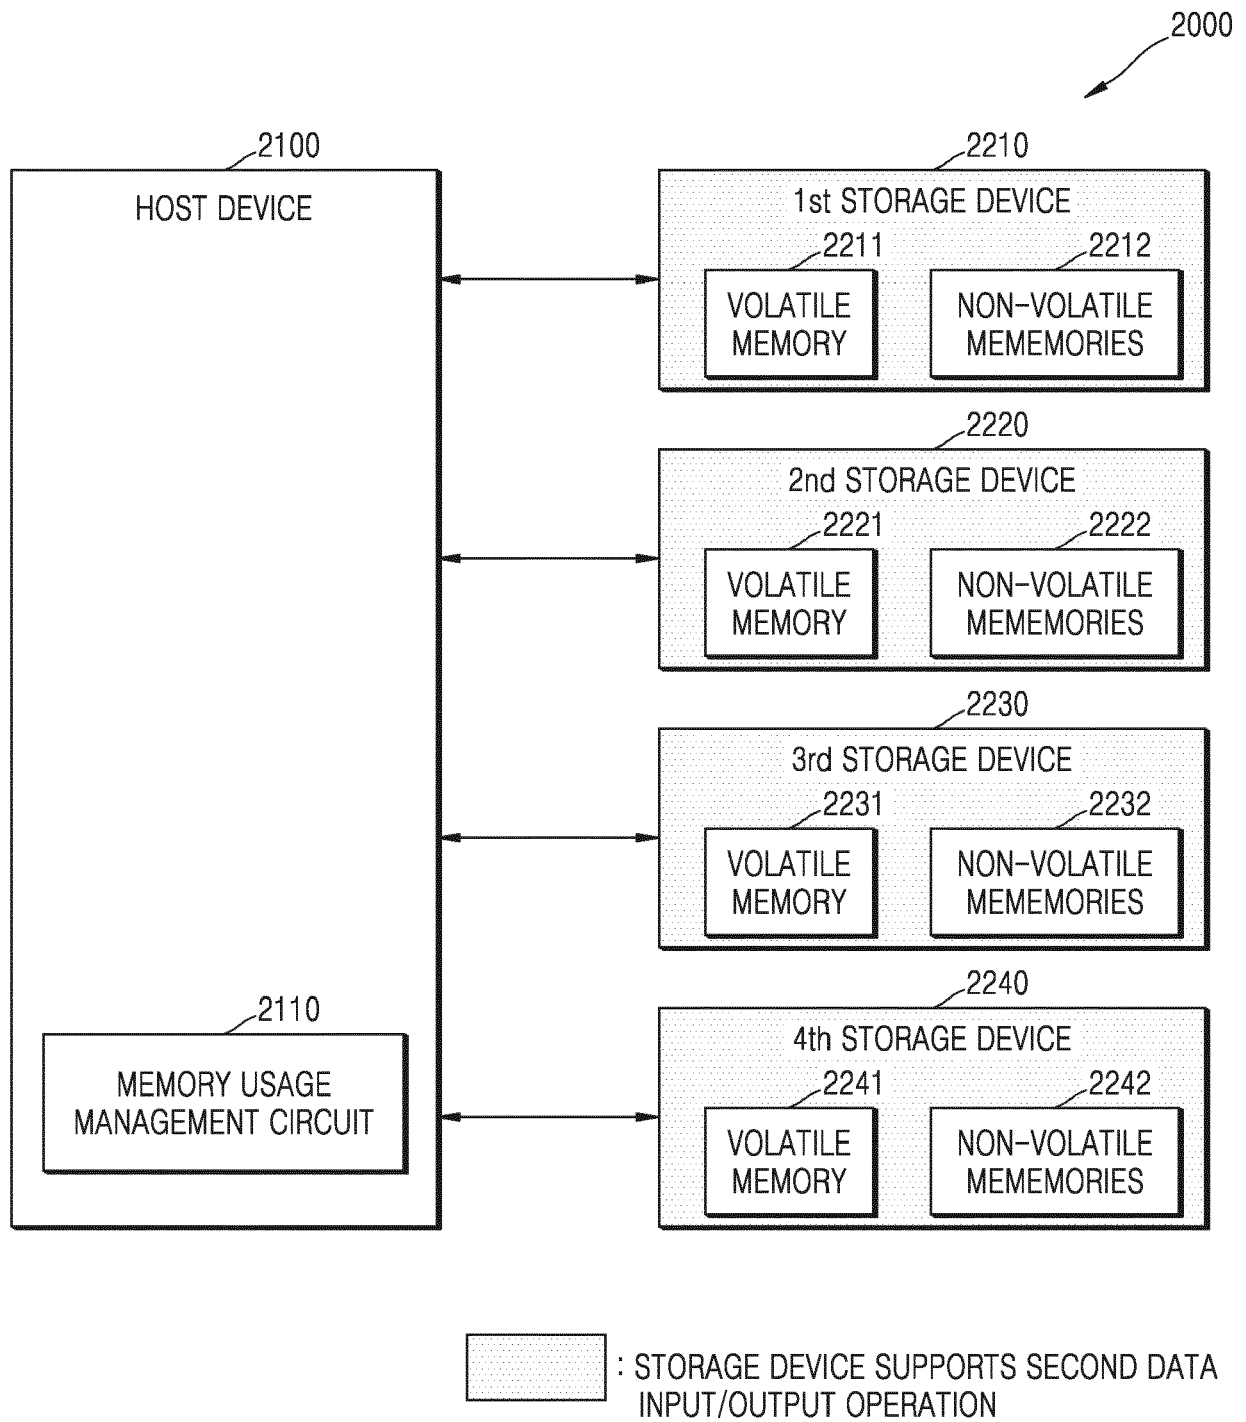 2000
2100
HOST DEVICE
2110
MEMORY USAGE
MANAGEMENT CIRCUIT
2210
1st STORAGE DEVICE
2211
VOLATILE
MEMORY
2212
NON-VOLATILE
MEMEMORIES
2220
2nd STORAGE DEVICE
2221
VOLATILE
MEMORY
2222
NON-VOLATILE
MEMEMORIES
2230
3rd STORAGE DEVICE
2231
VOLATILE
MEMORY
2232
NON-VOLATILE
MEMEMORIES
2240
4th STORAGE DEVICE
2241
VOLATILE
MEMORY
2242
NON-VOLATILE
MEMEMORIES
: STORAGE DEVICE SUPPORTS SECOND DATA
INPUT/OUTPUT OPERATION